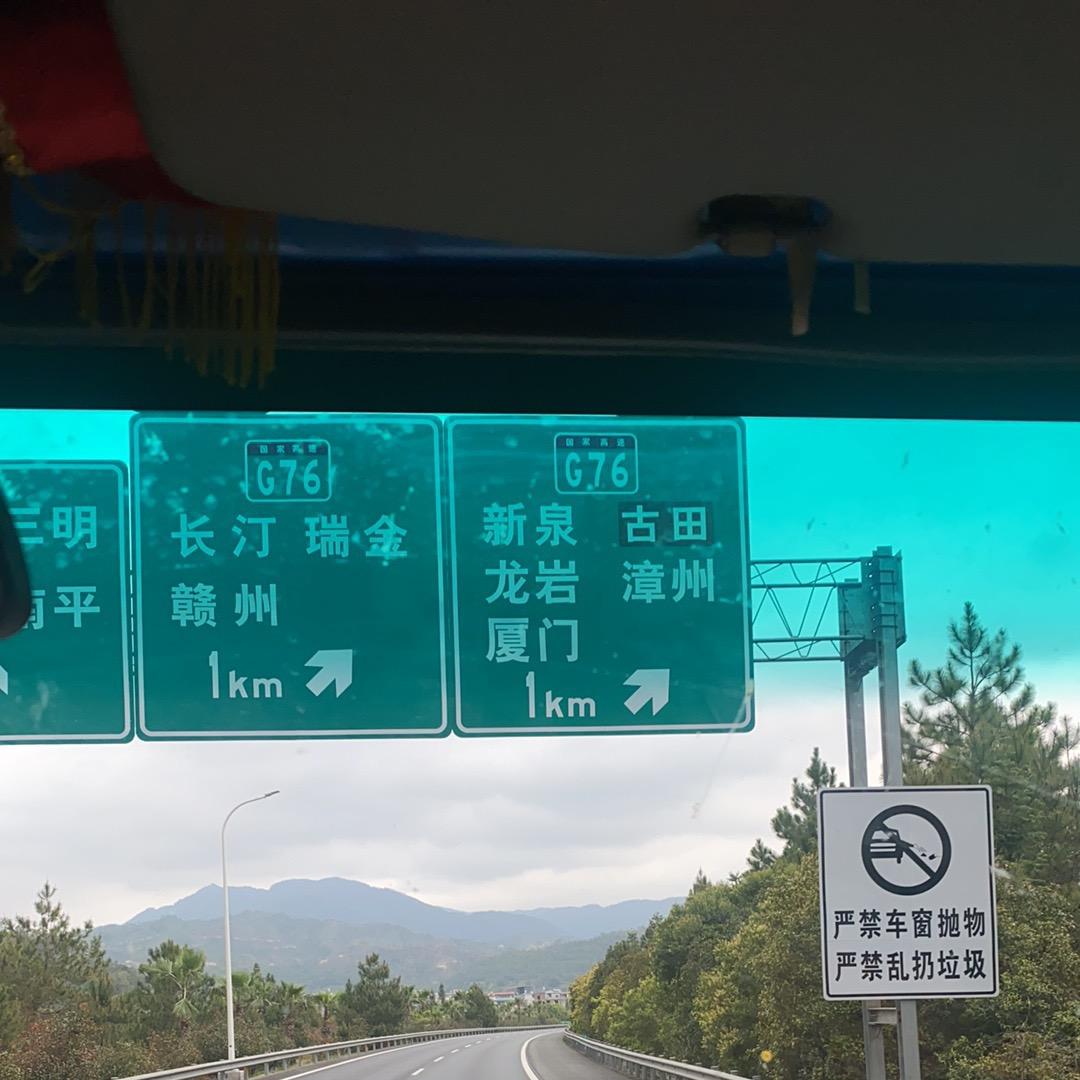 三明
南平
国家高速
G76
长汀 瑞金
赣州
1km
国家高速
G76
新泉 古田
龙岩 漳州
厦门
1km
严禁车窗抛物
严禁乱扔垃圾